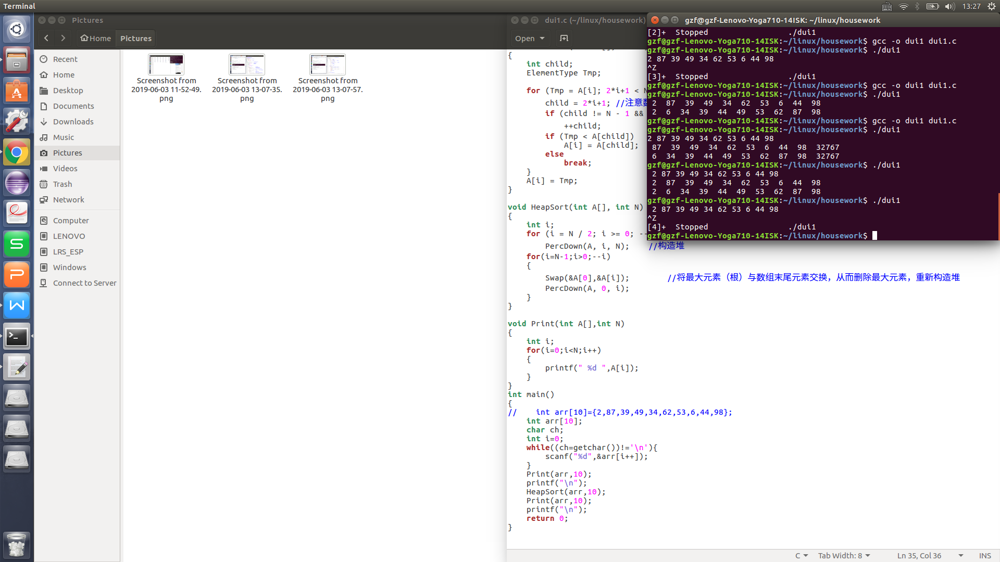 Terminal
13:27
Pictures
Home
Pictures
Recent
Home
Desktop
Documents
Downloads
Music
Pictures
Videos
Trash
Network
Computer
LENOVO
LRS_ESP
Windows
Connect to Server
Screenshot from
2019-06-03 11-52-49.
png
Screenshot from
2019-06-03 13-07-35.
png
Screenshot from
2019-06-03 13-07-57.
png
dui1.c (~/linux/housework)
Open
{
int child;
ElementType Tmp;
for (Tmp = A[i]; 2*i+1 < N
child = 2*i+1; //注意
if (child != N - 1 &&
++child;
if (Tmp < A[child])
A[i] = A[child];
else
break;
}
A[i] = Tmp;
}
void HeapSort(int A[], int N)
{
int i;
for (i = N / 2; i >= 0; --
PercDown(A, i, N);    //构造堆
for(i=N-1;i>0;--i)
{
Swap(&A[0],&A[i]);        //将最大元素（根）与数组末尾元素交换，从而删除最大元素，重新构造堆
PercDown(A, 0, i);
}
}
void Print(int A[],int N)
{
int i;
for(i=0;i<N;i++)
{
printf(" %d ",A[i]);
}
}
int main()
{
//    int arr[10]={2,87,39,49,34,62,53,6,44,98};
int arr[10];
char ch;
int i=0;
while((ch=getchar())!='\n'){
scanf("%d",&arr[i++]);
}
Print(arr,10);
printf("\n");
HeapSort(arr,10);
Print(arr,10);
printf("\n");
return 0;
}
C
Tab Width: 8
Ln 35, Col 36
INS
gzf@gzf-Lenovo-Yoga710-14ISK: ~/linux/housework
[2]+  Stopped                 ./dui1
gzf@gzf-Lenovo-Yoga710-14ISK:~/linux/housework$ gcc -o dui1 dui1.c
gzf@gzf-Lenovo-Yoga710-14ISK:~/linux/housework$ ./dui1
2 87 39 49 34 62 53 6 44 98
^Z
[3]+  Stopped                 ./dui1
gzf@gzf-Lenovo-Yoga710-14ISK:~/linux/housework$ gcc -o dui1 dui1.c
gzf@gzf-Lenovo-Yoga710-14ISK:~/linux/housework$ ./dui1
2  87  39  49  34  62  53  6  44  98
2  6  34  39  44  49  53  62  87  98
gzf@gzf-Lenovo-Yoga710-14ISK:~/linux/housework$ gcc -o dui1 dui1.c
gzf@gzf-Lenovo-Yoga710-14ISK:~/linux/housework$ ./dui1
2 87 39 49 34 62 53 6 44 98
87  39  49  34  62  53  6  44  98  32767
6  34  39  44  49  53  62  87  98  32767
gzf@gzf-Lenovo-Yoga710-14ISK:~/linux/housework$ ./dui1
2 87 39 49 34 62 53 6 44 98
2  87  39  49  34  62  53  6  44  98
2  6  34  39  44  49  53  62  87  98
gzf@gzf-Lenovo-Yoga710-14ISK:~/linux/housework$ ./dui1
2 87 39 49 34 62 53 6 44 98
^Z
[4]+  Stopped                 ./dui1
gzf@gzf-Lenovo-Yoga710-14ISK:~/linux/housework$